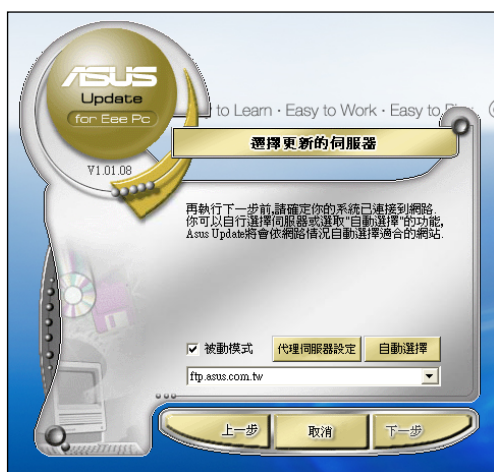 ASUS
Update
for Eee Pc
V1.01.08
to Learn · Easy to Work · Easy to
選擇更新的伺服器
再執行下一步前,請確定你的系統已連接到網路.
你可以自行選擇伺服器或選取"自動選擇"的功能,
Asus Update將會依網路情況自動選擇適合的網站.
被動模式
代理伺服器設定
自動選擇
ftp.asus.com.tw
上一步
取消
下一步